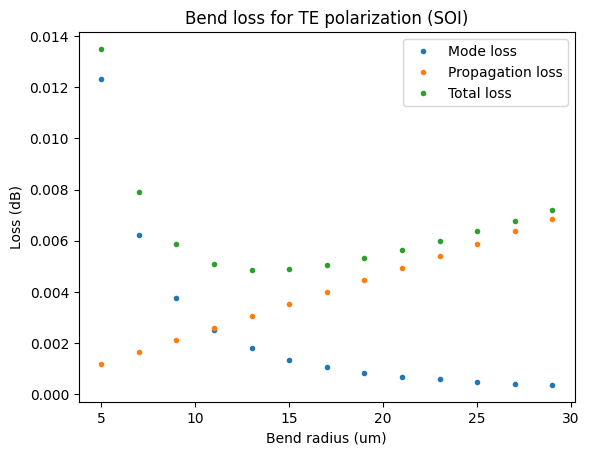 Bend loss for TE polarization (SOI)
0.014
0.012
0.010
0.008
0.006
0.004
0.002
0.000
Loss (dB)
Mode loss
Propagation loss
Total loss
5
10
15
20
25
30
Bend radius (um)